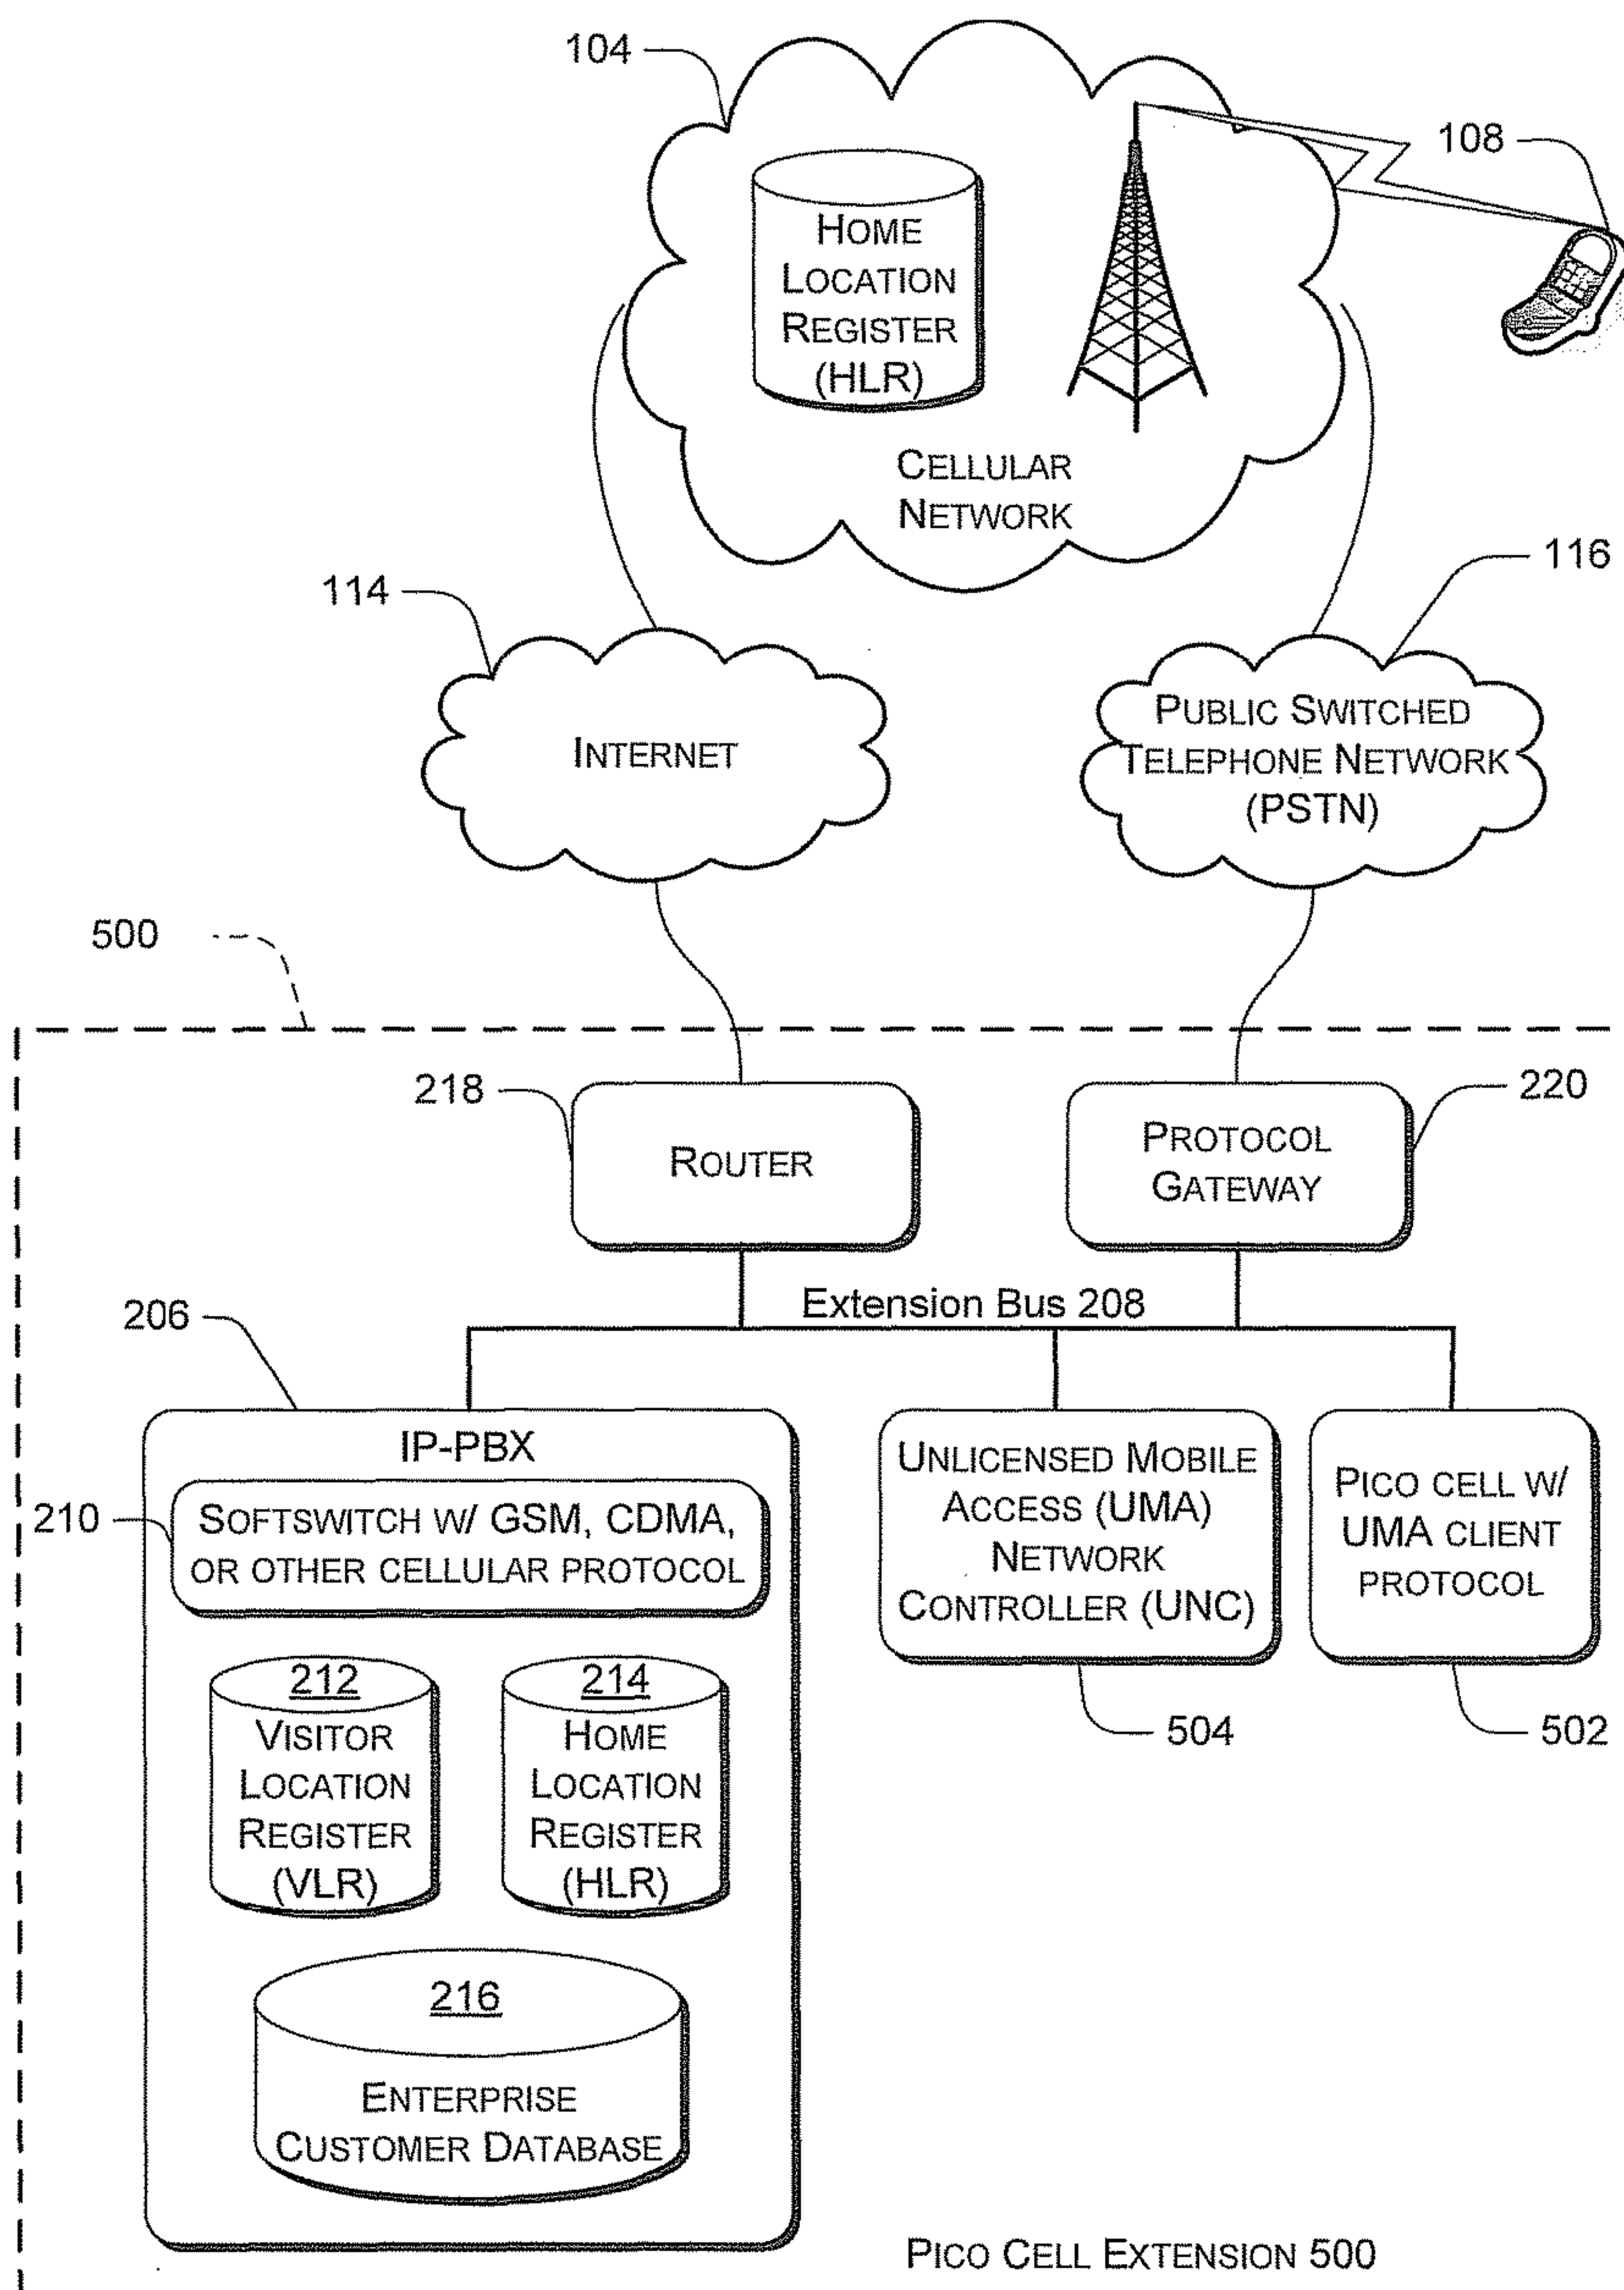 104
108
HOME
LOCATION
REGISTER
(HLR)
CELLULAR
NETWORK
114
116
INTERNET
PUBLIC SWITCHED
TELEPHONE NETWORK
(PSTN)
500
218
ROUTER
220
PROTOCOL
GATEWAY
Extension Bus 208
206
IP-PBX
210
SOFTSWITCH W/ GSM, CDMA,
OR OTHER CELLULAR PROTOCOL
212
VISITOR
LOCATION
REGISTER
(VLR)
214
HOME
LOCATION
REGISTER
(HLR)
216
ENTERPRISE
CUSTOMER DATABASE
UNLICENSED MOBILE
ACCESS (UMA)
NETWORK
CONTROLLER (UNC)
504
PICO CELL W/
UMA CLIENT
PROTOCOL
502
PICO CELL EXTENSION 500